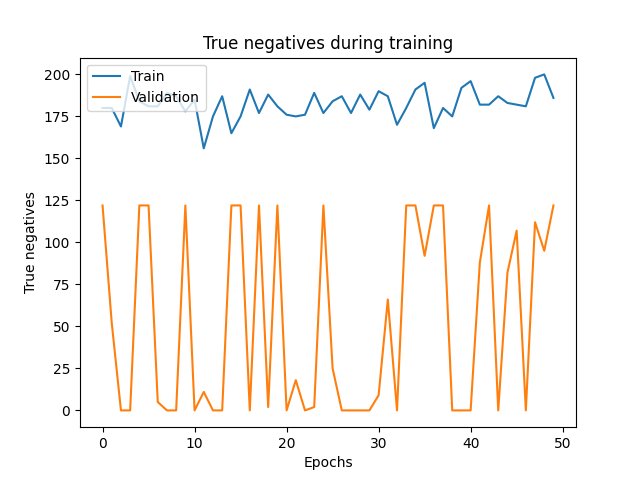 True negatives during training
Train
Validation
True negatives
200
175
150
125
100
75
50
25
0
0 10 20 30 40 50
Epochs